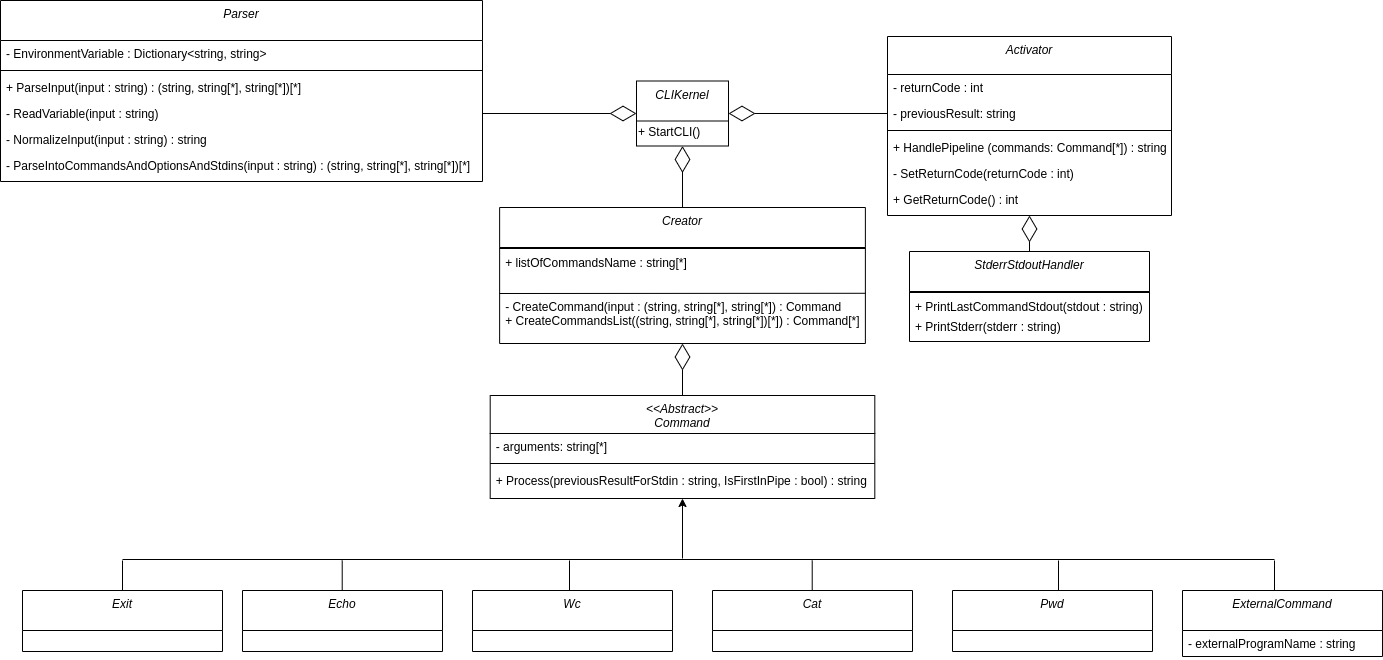 Parser
- EnvironmentVariable : Dictionary<string, string>
+ ParseInput(input : string) : (string, string[*], string[*])[*]
- ReadVariable(input : string)
- NormalizeInput(input : string) : string
- ParseIntoCommandsAndOptionsAndStdins(input : string) : (string, string[*], string[*])[*]
CLIKernel
+ StartCLI()
Activator
- returnCode : int
- previousResult: string
+ HandlePipeline (commands: Command[*]) : string
- SetReturnCode(returnCode : int)
+ GetReturnCode() : int
Creator
+ listOfCommandsName : string[*]
- CreateCommand(input : (string, string[*], string[*]) : Command
+ CreateCommandsList((string, string[*], string[*])[*]) : Command[*]
StderrStdoutHandler
+ PrintLastCommandStdout(stdout : string)
+ PrintStderr(stderr : string)
<<Abstract>>
Command
- arguments: string[*]
+ Process(previousResultForStdin : string, IsFirstInPipe : bool) : string
Exit
Echo
Wc
Cat
Pwd
ExternalCommand
- externalProgramName : string